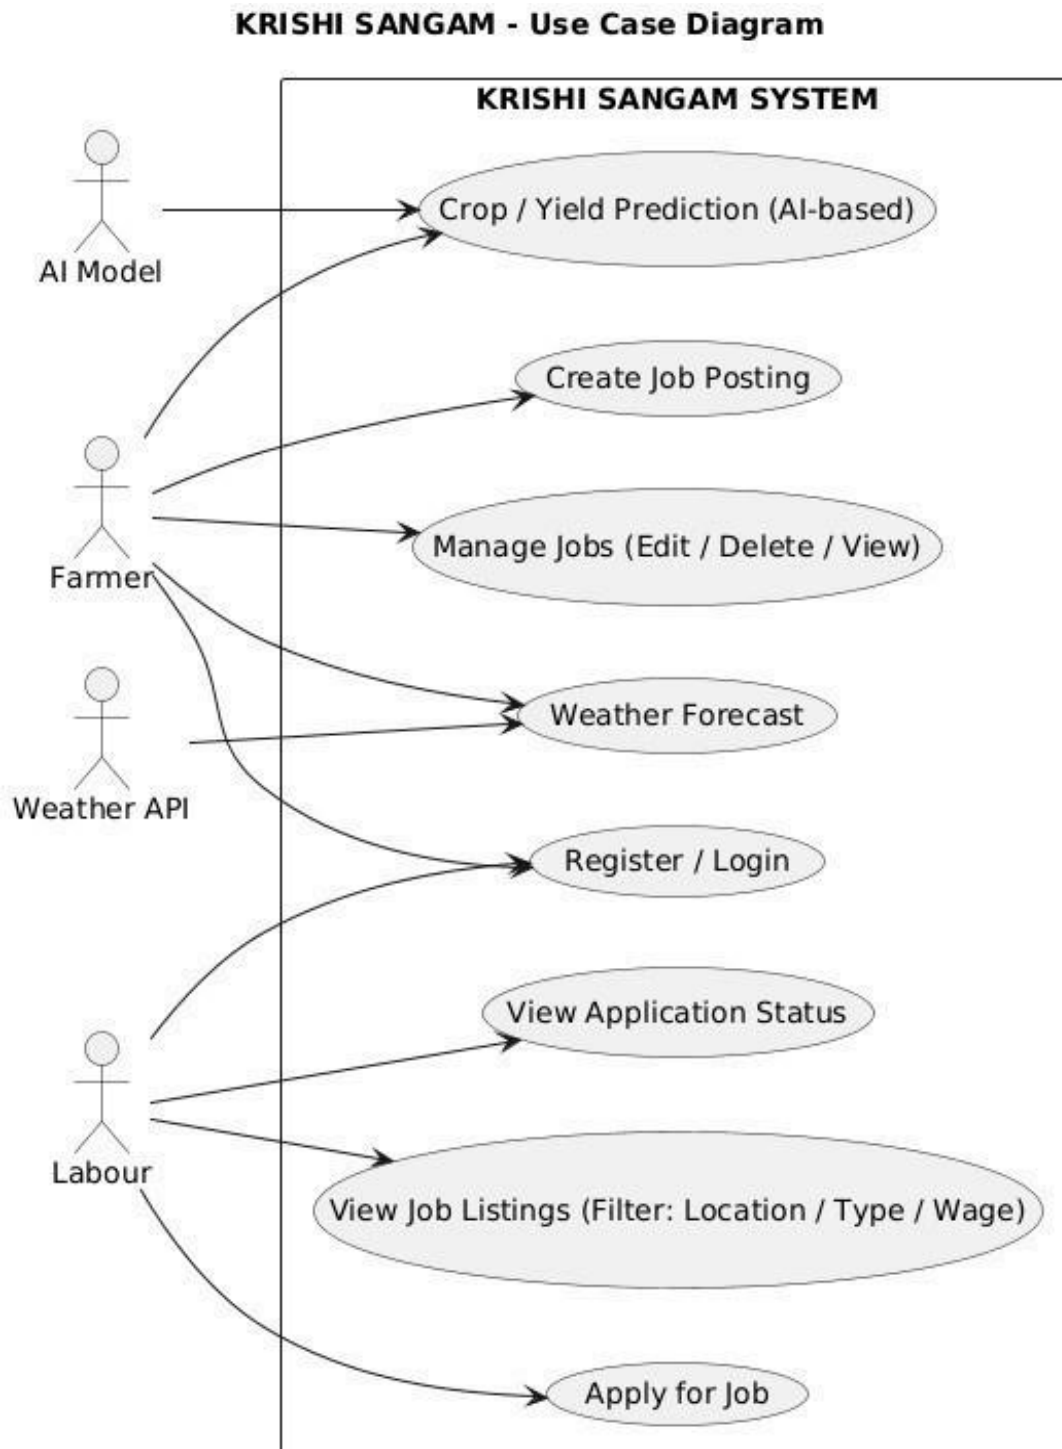 KRISHI SANGAM - Use Case Diagram
KRISHI SANGAM SYSTEM
Crop / Yield Prediction (AI-based)
AI Model
Create Job Posting
Manage Jobs (Edit / Delete / View)
Farmer
Weather Forecast
Weather API
Register / Login
View Application Status
Labour
View Job Listings (Filter: Location / Type / Wage)
Apply for Job